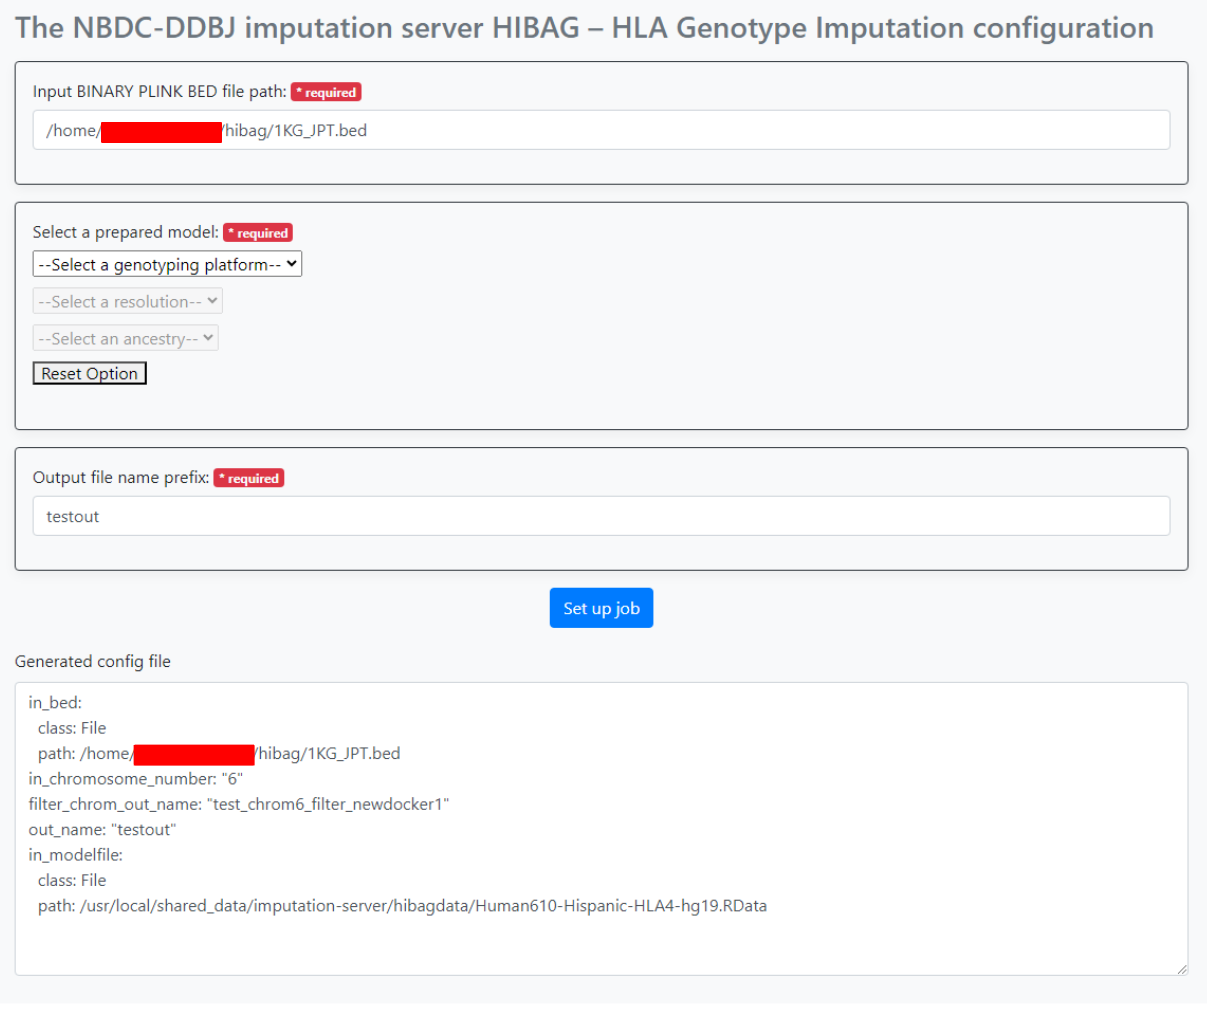 The NBDC-DDBJ imputation server HIBAG – HLA Genotype Imputation configuration
Input BINARY PLINK BED file path: * required
/home/ /hibag/1KG_JPT.bed
Select a prepared model: * required
--Select a genotyping platform--
--Select a resolution--
--Select an ancestry--
Reset Option
Output file name prefix: * required
testout
Set up job
Generated config file
in_bed:
class: File
path: /home/ /hibag/1KG_JPT.bed
in_chromosome_number: "6"
filter_chrom_out_name: "test_chrom6_filter_newdocker1"
out_name: "testout"
in_modelfile:
class: File
path: /usr/local/shared_data/imputation-server/hibagdata/Human610-Hispanic-HLA4-hg19.RData